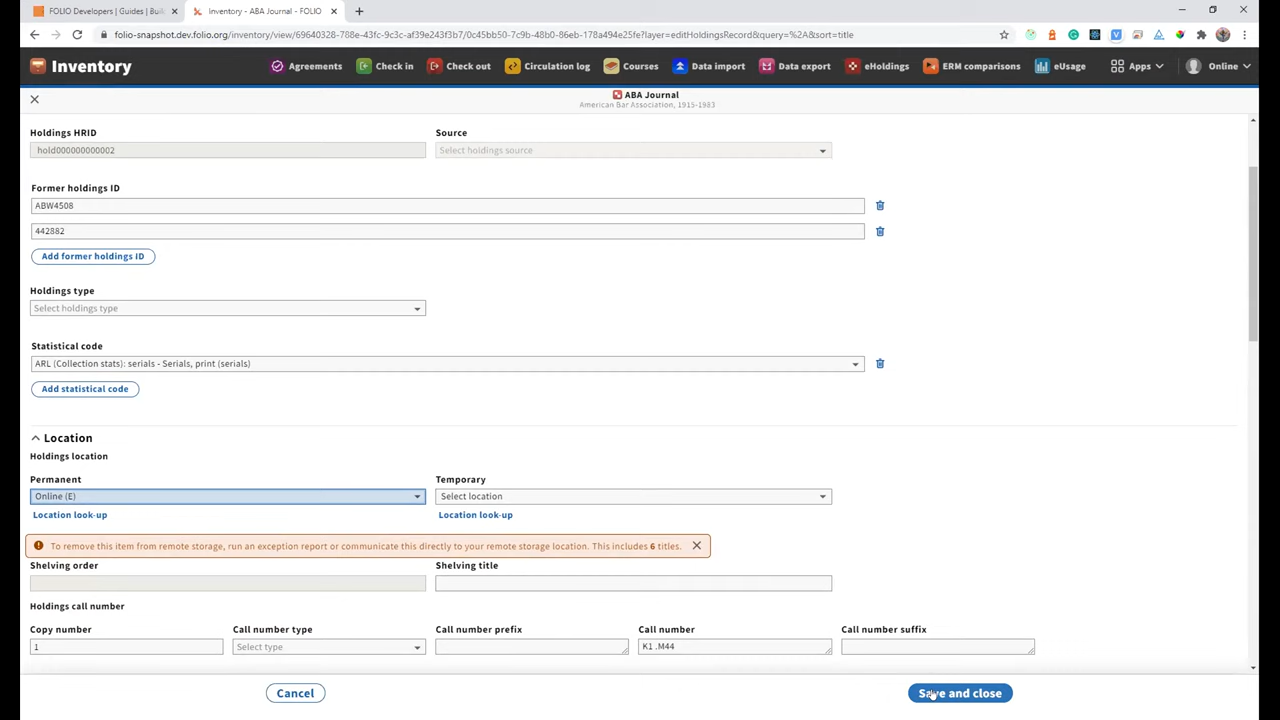 FOLIO Developers | Guides | Buil
Inventory - ABA Journal - FOLIO
folio-snapshot.dev.folio.org/inventory/view/69640328-788e-43fc-9c3c-af39e243f3b7/0c45bb50-7c9b-48b0-86eb-178a494e25fe?layer=editHoldingsRecord&query=%2A&sort=title
Inventory Agreements Check in Check out Circulation log Courses Data import Data export eHoldings ERM comparisons eUsage Apps Online
ABA Journal
American Bar Association, 1915-1983
Holdings HRID Source
hold000000000002 Select holdings source
Former holdings ID
ABW4508
442882
Add former holdings ID
Holdings type
Select holdings type
Statistical code
ARL (Collection stats): serials - Serials, print (serials)
Add statistical code
Location
Holdings location
Permanent Temporary
Online (E) Select location
Location look-up Location look-up
To remove this item from remote storage, run an exception report or communicate this directly to your remote storage location. This includes 6 titles.
Shelving order Shelving title
Holdings call number
Copy number Call number type Call number prefix Call number Call number suffix
1 Select type K1 .M44
Cancel Save and close